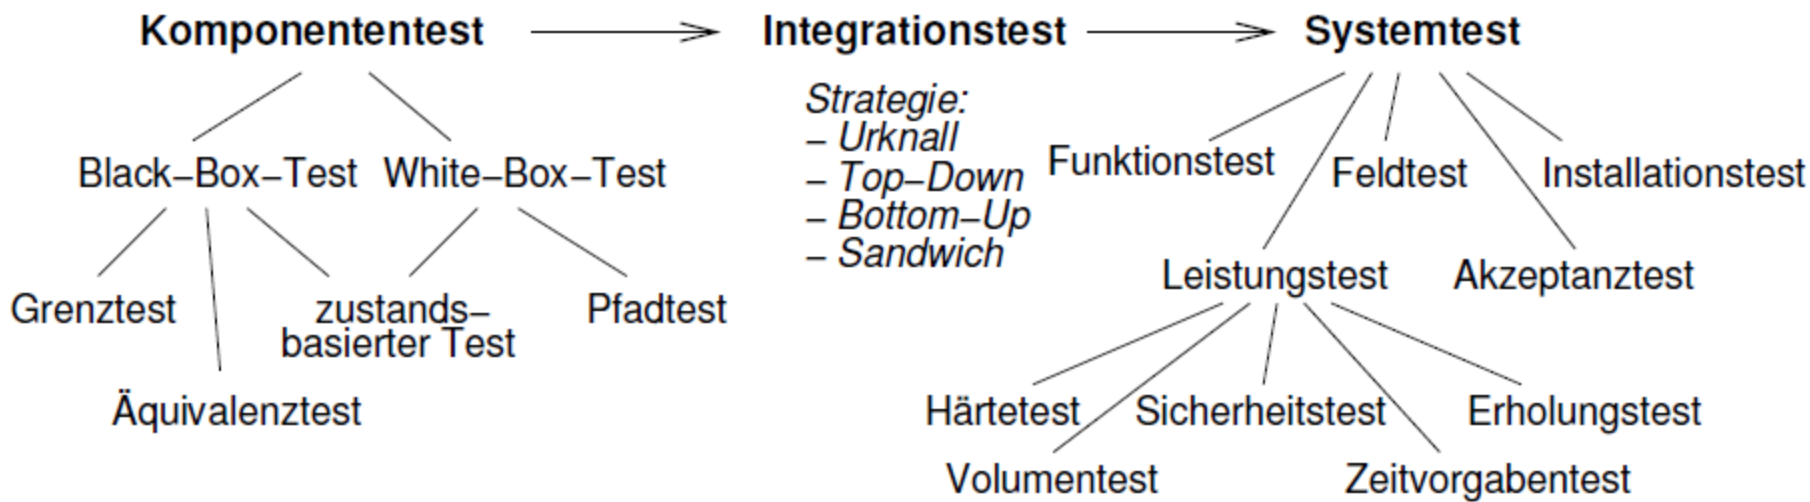 Komponententest
Integrationstest
Systemtest
Strategie:
– Urknall
– Top–Down
– Bottom–Up
– Sandwich
Black–Box–Test
White–Box–Test
Funktionstest
Feldtest
Installationstest
Grenztest
zustands–
basierter Test
Pfadtest
Äquivalenztest
Leistungstest
Akzeptanztest
Härtetest
Sicherheitstest
Erholungstest
Volumentest
Zeitvorgabentest